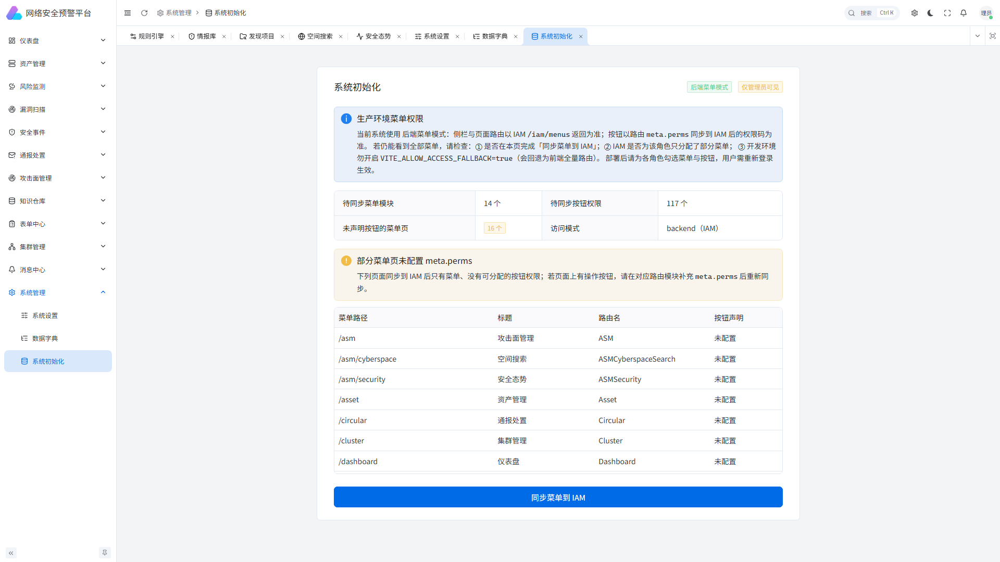 网络安全预警平台
系统管理 > 系统初始化
搜索 Ctrl K
理员
规则引擎 情报库 发现项目 空间搜索 安全态势 系统设置 数据字典 系统初始化
仪表盘
资产管理
风险监测
漏洞扫描
安全事件
通报处置
攻击面管理
知识仓库
表单中心
集群管理
消息中心
系统管理
系统设置
数据字典
系统初始化
系统初始化
后端菜单模式 仅管理员可见
生产环境菜单权限
当前系统使用 后端菜单模式：侧栏与页面路由以 IAM /iam/menus 返回为准；按钮以路由 meta.perms 同步到 IAM 后的权限码为
准。 若仍能看到全部菜单，请检查：① 是否在本页完成「同步菜单到 IAM」；② IAM 是否为该角色只分配了部分菜单； ③ 开发环境
勿开启 VITE_ALLOW_ACCESS_FALLBACK=true（会回退为前端全量路由）。 部署后请为各角色勾选菜单与按钮，用户需重新登录
生效。
待同步菜单模块 14 个 待同步按钮权限 117 个
未声明按钮的菜单页 16 个 访问模式 backend（IAM）
部分菜单页未配置 meta.perms
下列页面同步到 IAM 后只有菜单、没有可分配的按钮权限；若页面上有操作按钮，请在对应路由模块补充 meta.perms 后重新同
步。
菜单路径 标题 路由名 按钮声明
/asm 攻击面管理 ASM 未配置
/asm/cyberspace 空间搜索 ASMCyberspaceSearch 未配置
/asm/security 安全态势 ASMSecurity 未配置
/asset 资产管理 Asset 未配置
/circular 通报处置 Circular 未配置
/cluster 集群管理 Cluster 未配置
/dashboard 仪表盘 Dashboard 未配置
同步菜单到 IAM